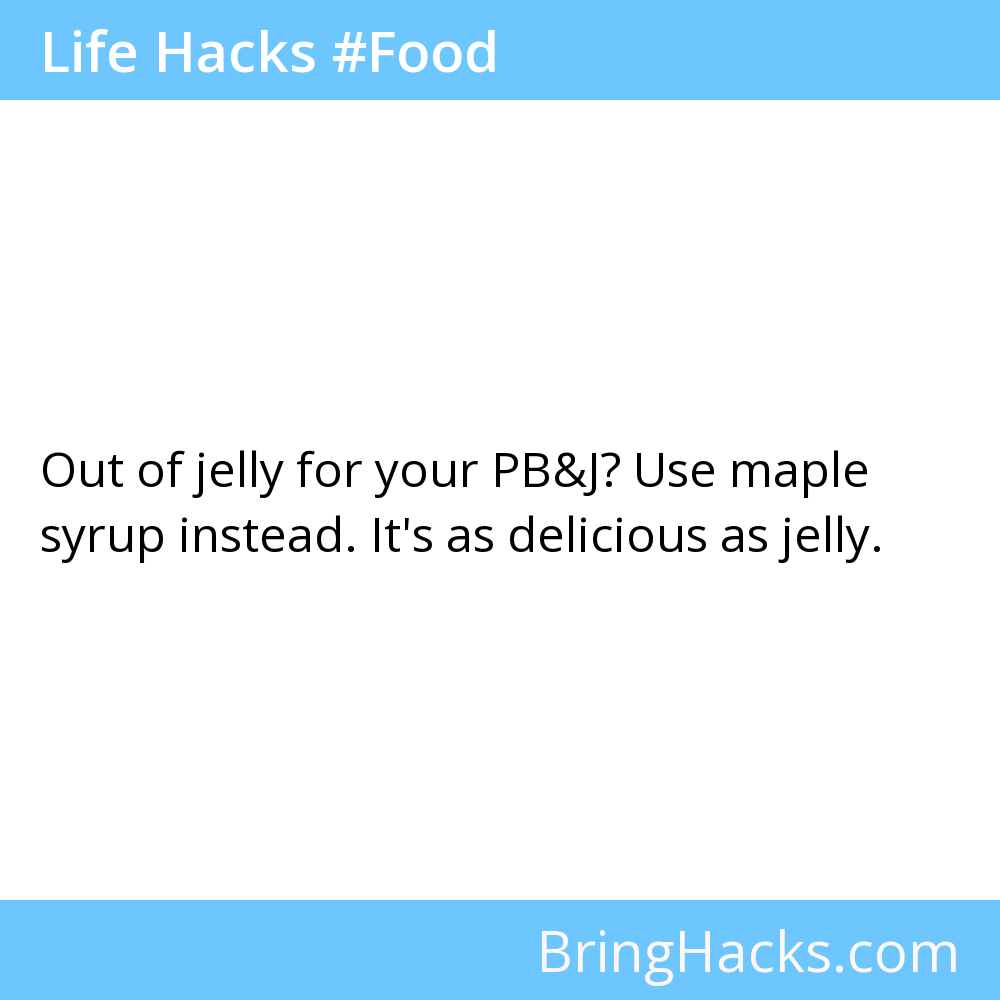 Life Hacks #Food
Out of jelly for your PB&J? Use maple
syrup instead. It's as delicious as jelly.
BringHacks.com